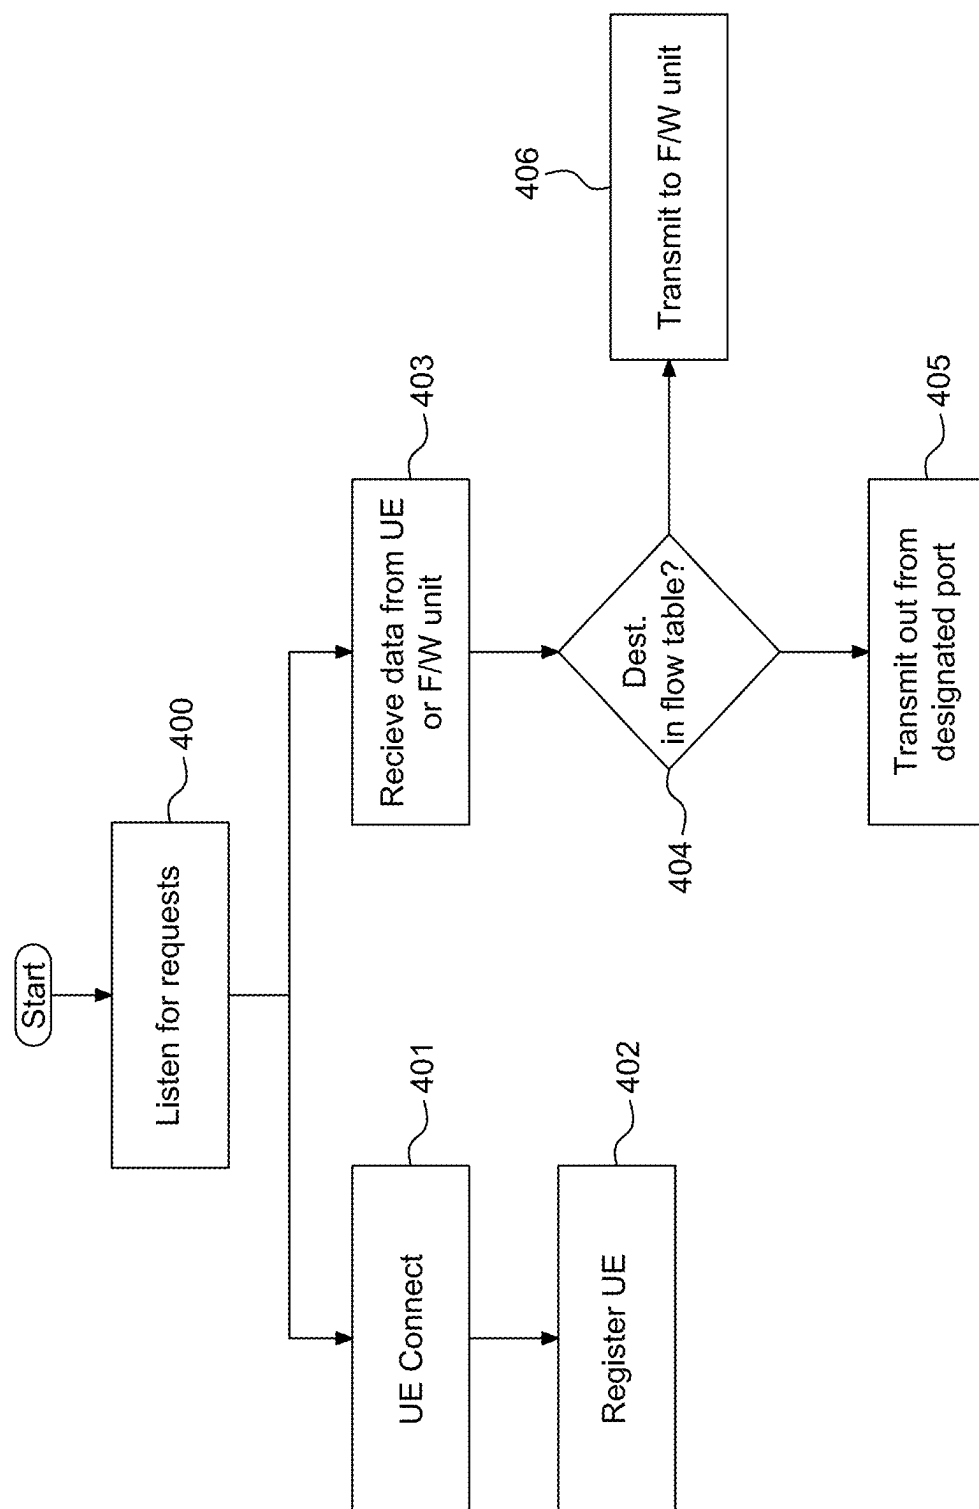 Start
Listen for requests
400
UE Connect
401
Register UE
402
Recieve data from UE
or F/W unit
403
Dest.
in flow table?
404
Transmit out from
designated port
405
Transmit to F/W unit
406